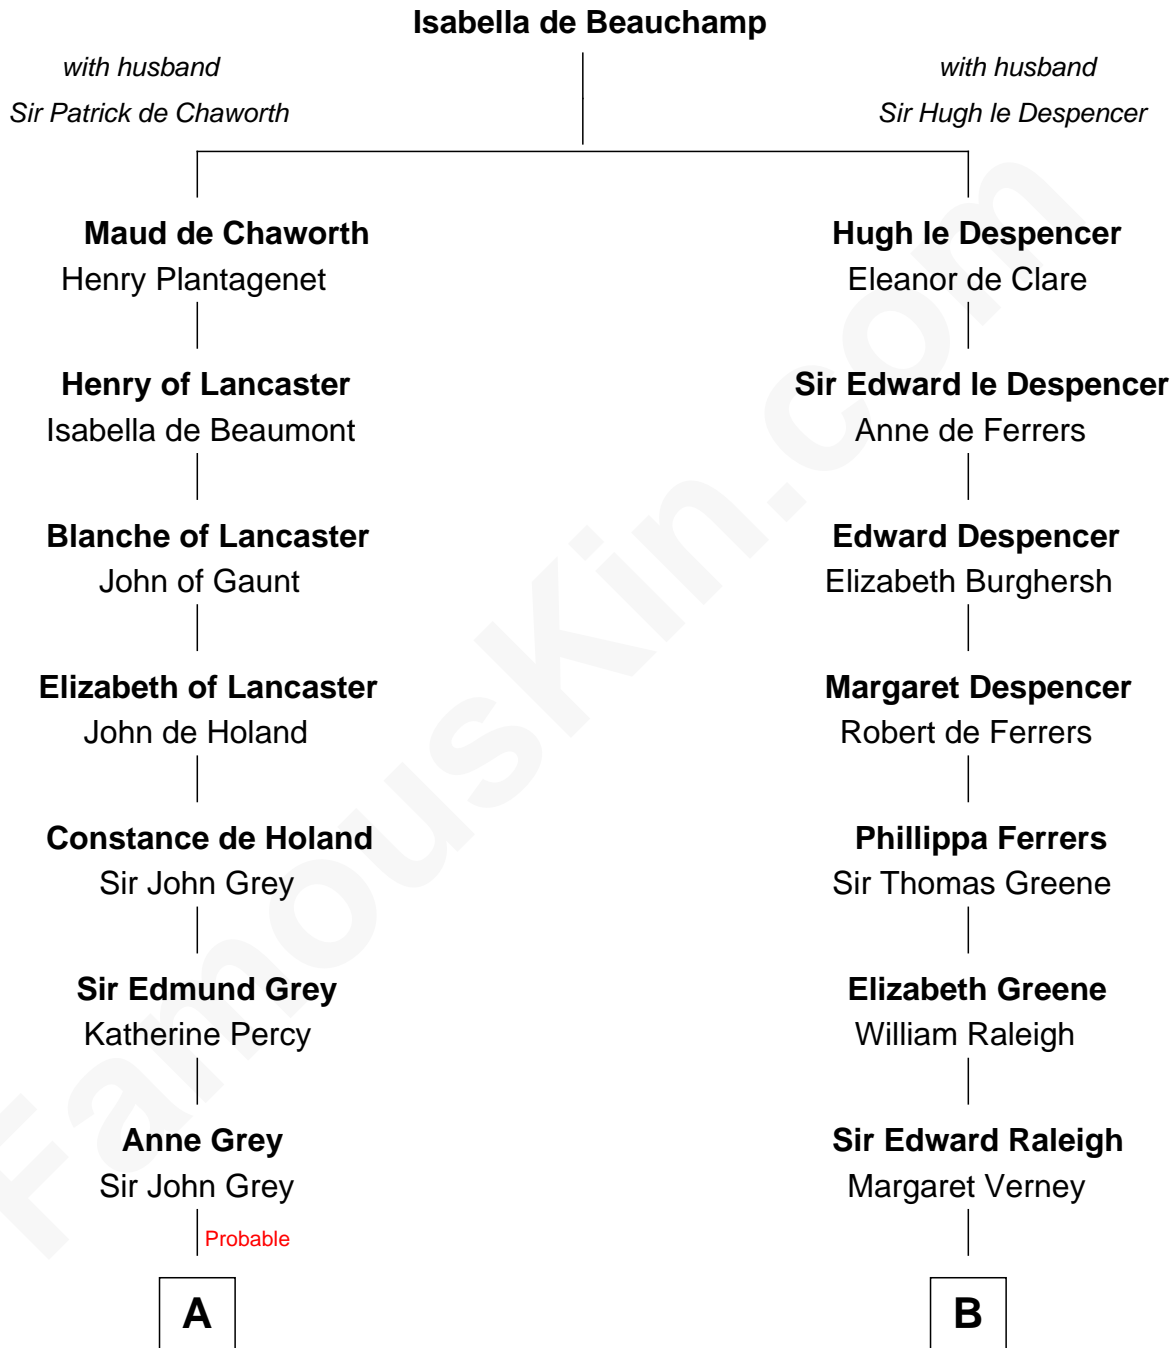 Isabella de Beauchamp
with husband
Sir Patrick de Chaworth
with husband
Sir Hugh le Despencer
Maud de Chaworth
Henry Plantagenet
Hugh le Despencer
Eleanor de Clare
Henry of Lancaster
Isabella de Beaumont
Sir Edward le Despencer
Anne de Ferrers
Blanche of Lancaster
John of Gaunt
Edward Despencer
Elizabeth Burghersh
Elizabeth of Lancaster
John de Holand
Margaret Despencer
Robert de Ferrers
Constance de Holand
Sir John Grey
Phillippa Ferrers
Sir Thomas Greene
Sir Edmund Grey
Katherine Percy
Elizabeth Greene
William Raleigh
Anne Grey
Sir John Grey
Sir Edward Raleigh
Margaret Verney
Probable
A
B
FamousKin.com